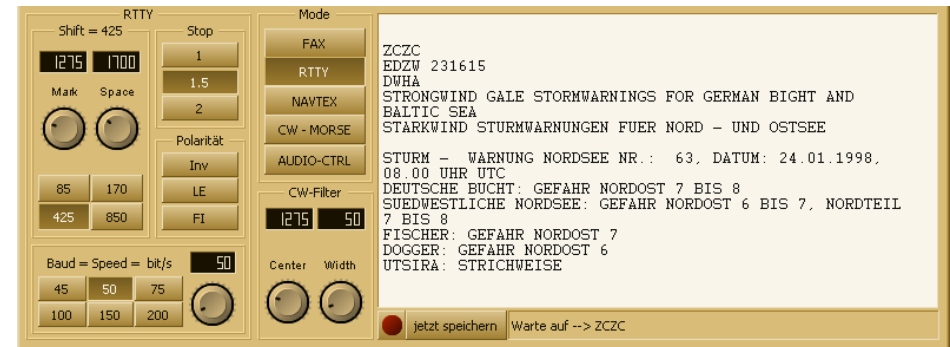 RTTY
Shift = 425
1275 1700
Mark Space
85 170
425 850
Stop
1
1.5
2
Polarität
Inv
LE
FI
Baud = Speed = bit/s 50
45 50 75
100 150 200
Mode
FAX
RTTY
NAVTEX
CW - MORSE
AUDIO-CTRL
CW-Filter
1275 50
Center Width
ZCZC
EDZW 231615
DWHA
STRONGWIND GALE STORMWARNINGS FOR GERMAN BIGHT AND
BALTIC SEA
STARKWIND STURMWARNUNGEN FUER NORD - UND OSTSEE
STURM - WARNUNG NORDSEE NR.: 63, DATUM: 24.01.1998,
08.00 UHR UTC
DEUTSCHE BUCHT: GEFAHR NORDOST 7 BIS 8
SUEDWESTLICHE NORDSEE: GEFAHR NORDOST 6 BIS 7, NORDTEIL
7 BIS 8
FISCHER: GEFAHR NORDOST 7
DOGGER: GEFAHR NORDOST 6
UTSIRA: STRICHWEISE
jetzt speichern Warte auf --> ZCZC